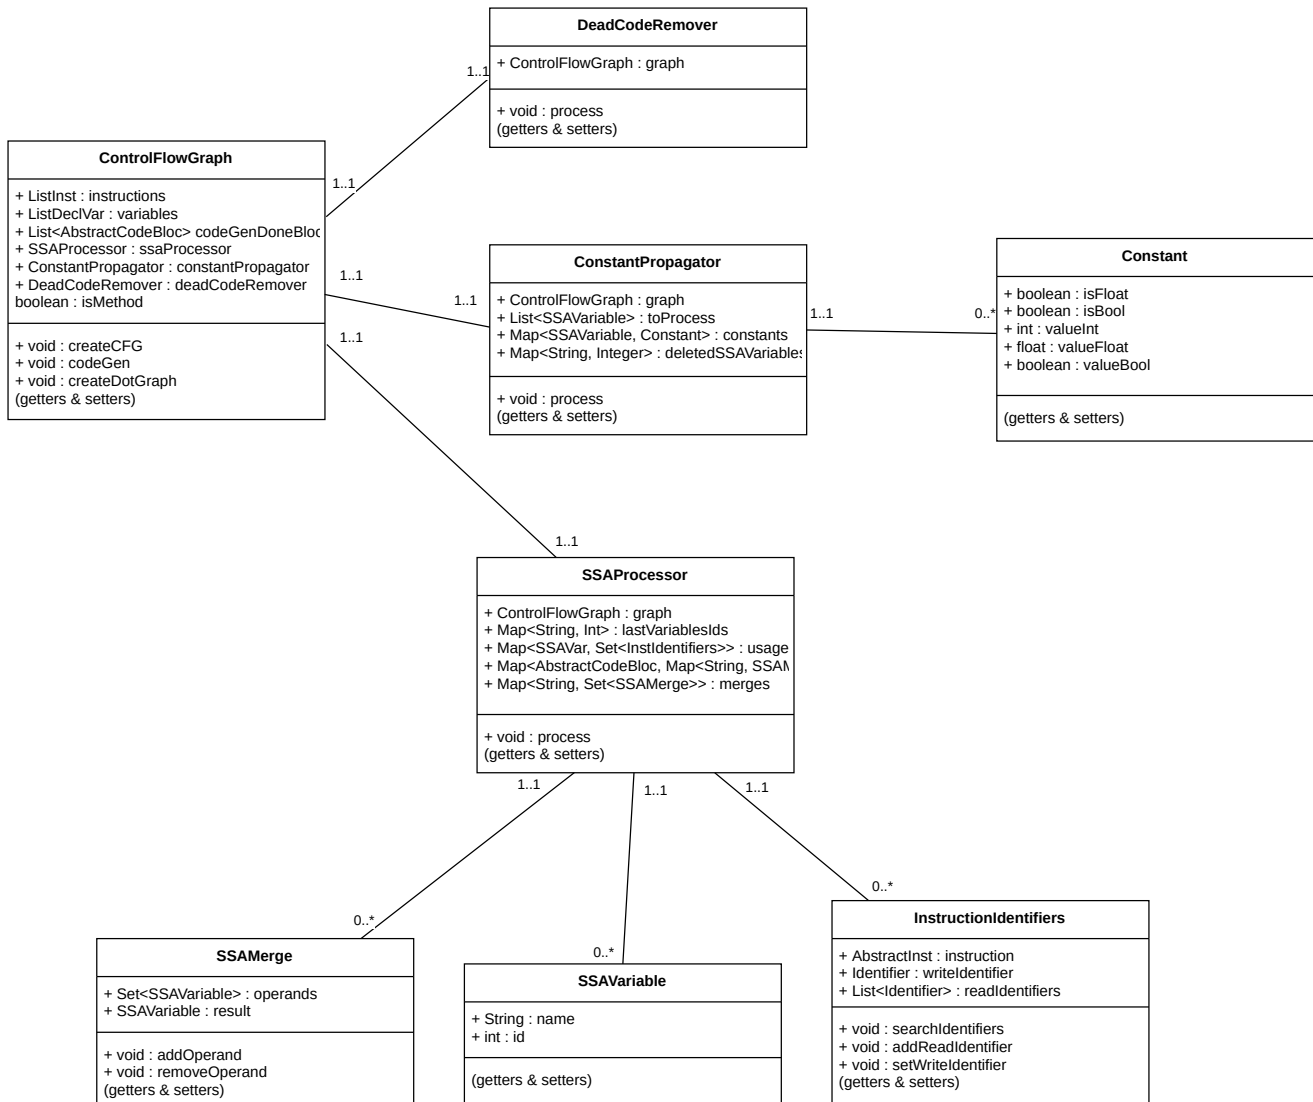 DeadCodeRemover
+ ControlFlowGraph : graph
+ void : process
(getters & setters)
1..1
1..1
ControlFlowGraph
+ ListInst : instructions
+ ListDeclVar : variables
+ List<AbstractCodeBloc> codeGenDoneBloc
+ SSAProcessor : ssaProcessor
+ ConstantPropagator : constantPropagator
+ DeadCodeRemover : deadCodeRemover
boolean : isMethod
+ void : createCFG
+ void : codeGen
+ void : createDotGraph
(getters & setters)
1..1
1..1
1..1
ConstantPropagator
+ ControlFlowGraph : graph
+ List<SSAVariable> : toProcess
+ Map<SSAVariable, Constant> : constants
+ Map<String, Integer> : deletedSSAVariables
+ void : process
(getters & setters)
1..1
0..*
Constant
+ boolean : isFloat
+ boolean : isBool
+ int : valueInt
+ float : valueFloat
+ boolean : valueBool
(getters & setters)
1..1
SSAProcessor
+ ControlFlowGraph : graph
+ Map<String, Int> : lastVariablesIds
+ Map<SSAVar, Set<InstIdentifiers>> : usage
+ Map<AbstractCodeBloc, Map<String, SSAM
+ Map<String, Set<SSAMerge>> : merges
+ void : process
(getters & setters)
1..1
1..1
1..1
0..*
0..*
0..*
SSAMerge
+ Set<SSAVariable> : operands
+ SSAVariable : result
+ void : addOperand
+ void : removeOperand
(getters & setters)
SSAVariable
+ String : name
+ int : id
(getters & setters)
InstructionIdentifiers
+ AbstractInst : instruction
+ Identifier : writeIdentifier
+ List<Identifier> : readIdentifiers
+ void : searchIdentifiers
+ void : addReadIdentifier
+ void : setWriteIdentifier
(getters & setters)